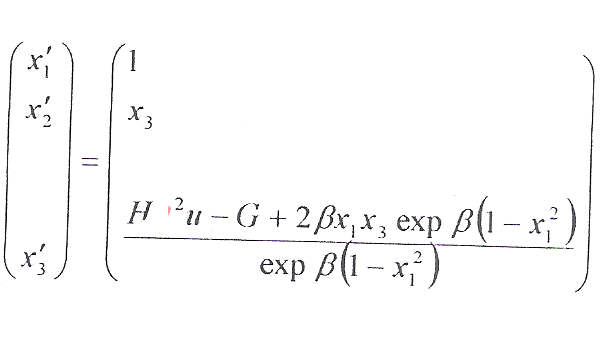 x₁′ 1
x₂′ x₃
=
H ²u − G + 2βx₁x₃ exp β(1 − x₁²)
x₃′ exp β(1 − x₁²)